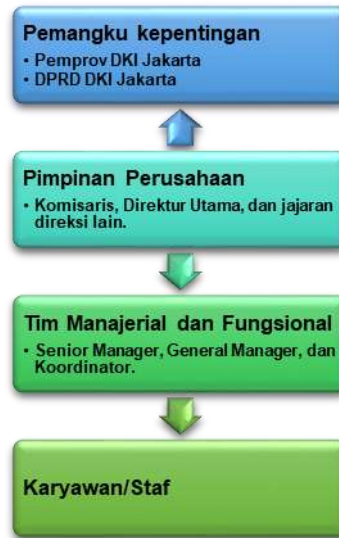 Pemangku kepentingan
• Pemprov DKI Jakarta
• DPRD DKI Jakarta
Pimpinan Perusahaan
• Komisaris, Direktur Utama, dan jajaran
direksi lain.
Tim Manajerial dan Fungsional
• Senior Manager, General Manager, dan
Koordinator.
Karyawan/Staf